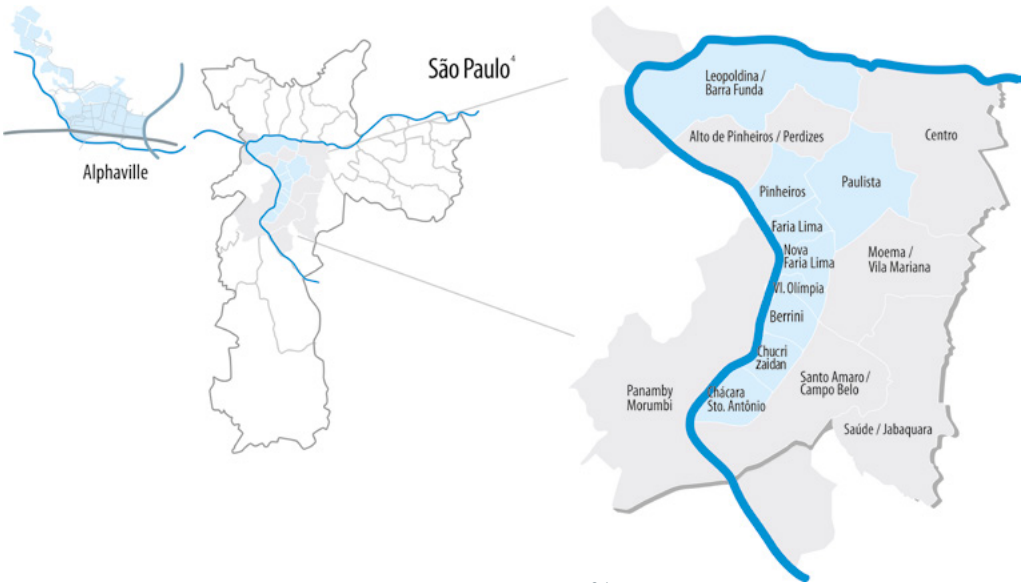 São Paulo⁴
Alphaville
Leopoldina /
Barra Funda
Alto de Pinheiros / Perdizes
Centro
Pinheiros
Paulista
Faria Lima
Nova
Faria Lima
Moema /
Vila Mariana
Vl. Olímpia
Berrini
Chucri
Zaidan
Panamby
Morumbi
Chácara
Sto. Antônio
Santo Amaro /
Campo Belo
Saúde / Jabaquara